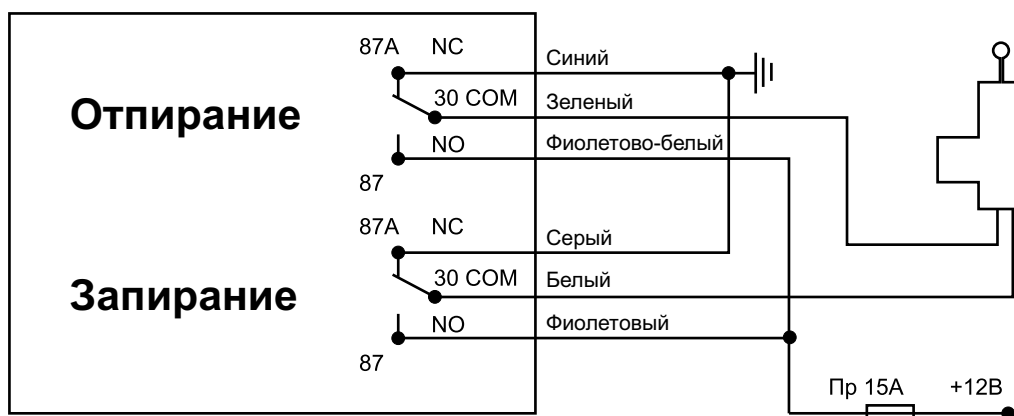 87A NC
Синий
Отпирание
30 COM
Зеленый
NO
Фиолетово-белый
87
87A NC
Серый
Запирание
30 COM
Белый
NO
Фиолетовый
87
Пр 15А
+12В